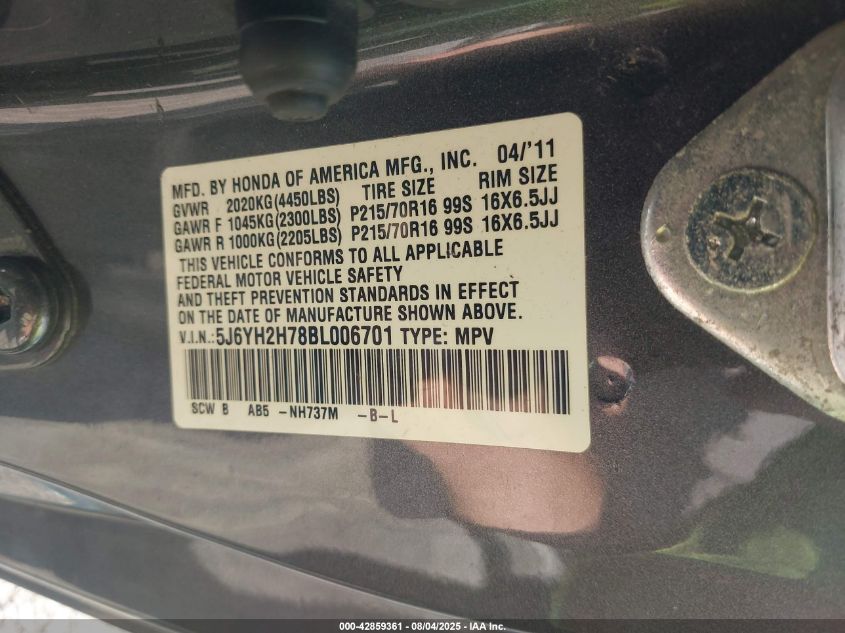 MFD. BY HONDA OF AMERICA MFG., INC. 04/'11
GVWR 2020KG(4450LBS) TIRE SIZE RIM SIZE
GAWR F 1045KG(2300LBS) P215/70R16 99S 16X6.5JJ
GAWR R 1000KG(2205LBS) P215/70R16 99S 16X6.5JJ
THIS VEHICLE CONFORMS TO ALL APPLICABLE
FEDERAL MOTOR VEHICLE SAFETY
AND THEFT PREVENTION STANDARDS IN EFFECT
ON THE DATE OF MANUFACTURE SHOWN ABOVE.
V.I.N.:5J6YH2H78BL006701 TYPE: MPV
SCW B AB5 -NH737M -B-L
000-42859361 - 08/04/2025 - IAA Inc.